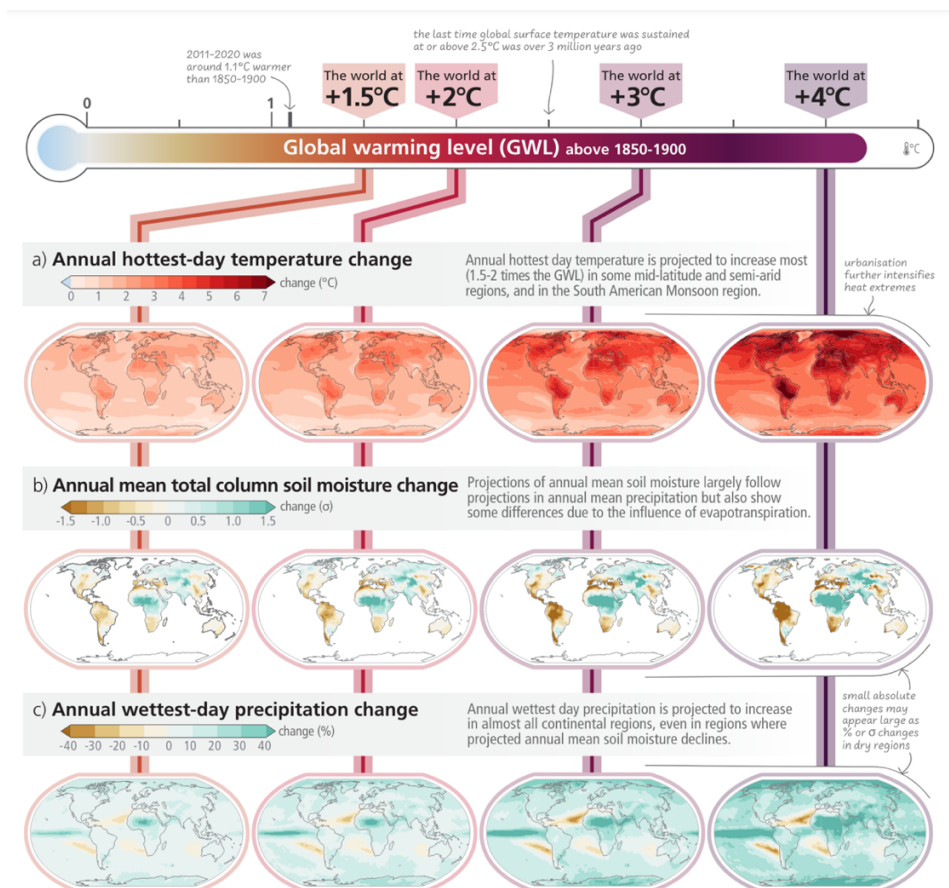 the last time global surface temperature was sustained
at or above 2.5°C was over 3 million years ago
2011-2020 was
around 1.1°C warmer
than 1850-1900
The world at
+1.5°C
The world at
+2°C
The world at
+3°C
The world at
+4°C
0
1
Global warming level (GWL) above 1850-1900
°C
a) Annual hottest-day temperature change
change (°C)
0 1 2 3 4 5 6 7
Annual hottest day temperature is projected to increase most
(1.5-2 times the GWL) in some mid-latitude and semi-arid
regions, and in the South American Monsoon region.
urbanisation
further intensifies
heat extremes
b) Annual mean total column soil moisture change
change (σ)
-1.5 -1.0 -0.5 0 0.5 1.0 1.5
Projections of annual mean soil moisture largely follow
projections in annual mean precipitation but also show
some differences due to the influence of evapotranspiration.
c) Annual wettest-day precipitation change
change (%)
-40 -30 -20 -10 0 10 20 30 40
Annual wettest day precipitation is projected to increase
in almost all continental regions, even in regions where
projected annual mean soil moisture declines.
small absolute
changes may
appear large as
% or σ changes
in dry regions